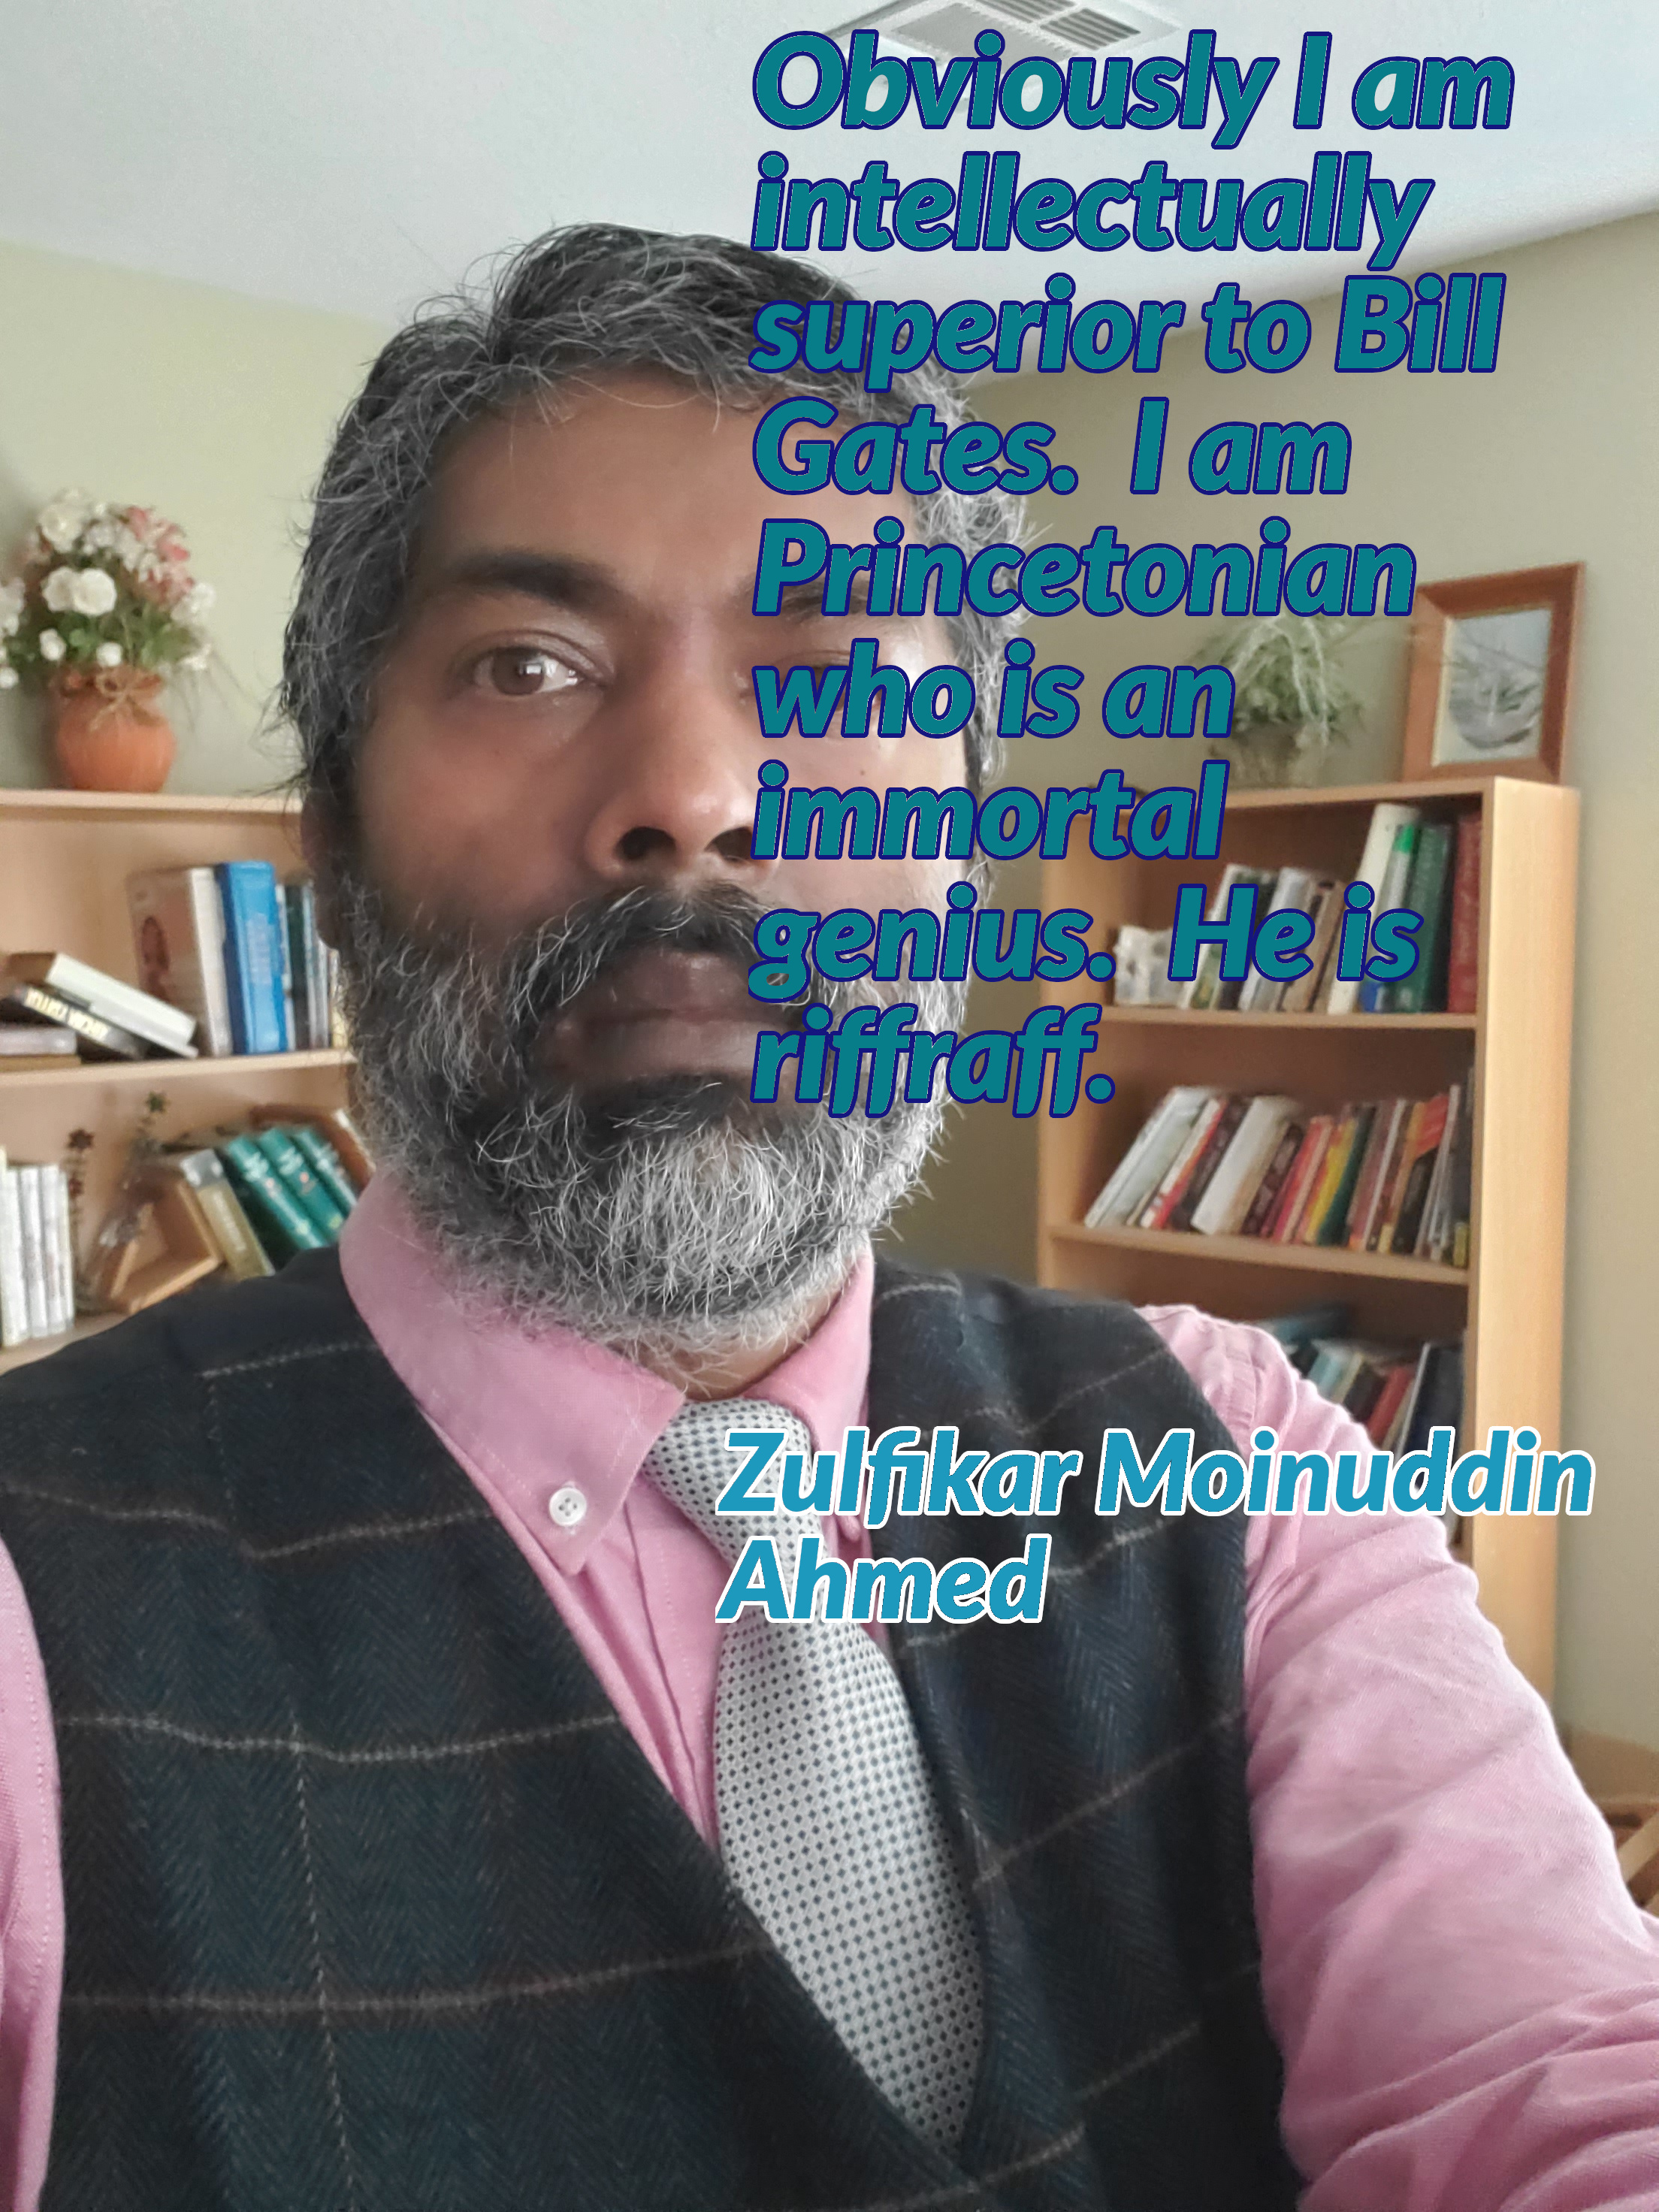 Obviously I am
intellectually
superior to Bill
Gates.  I am
Princetonian
who is an
immortal
genius.  He is
riffraff.
Zulfikar Moinuddin
Ahmed